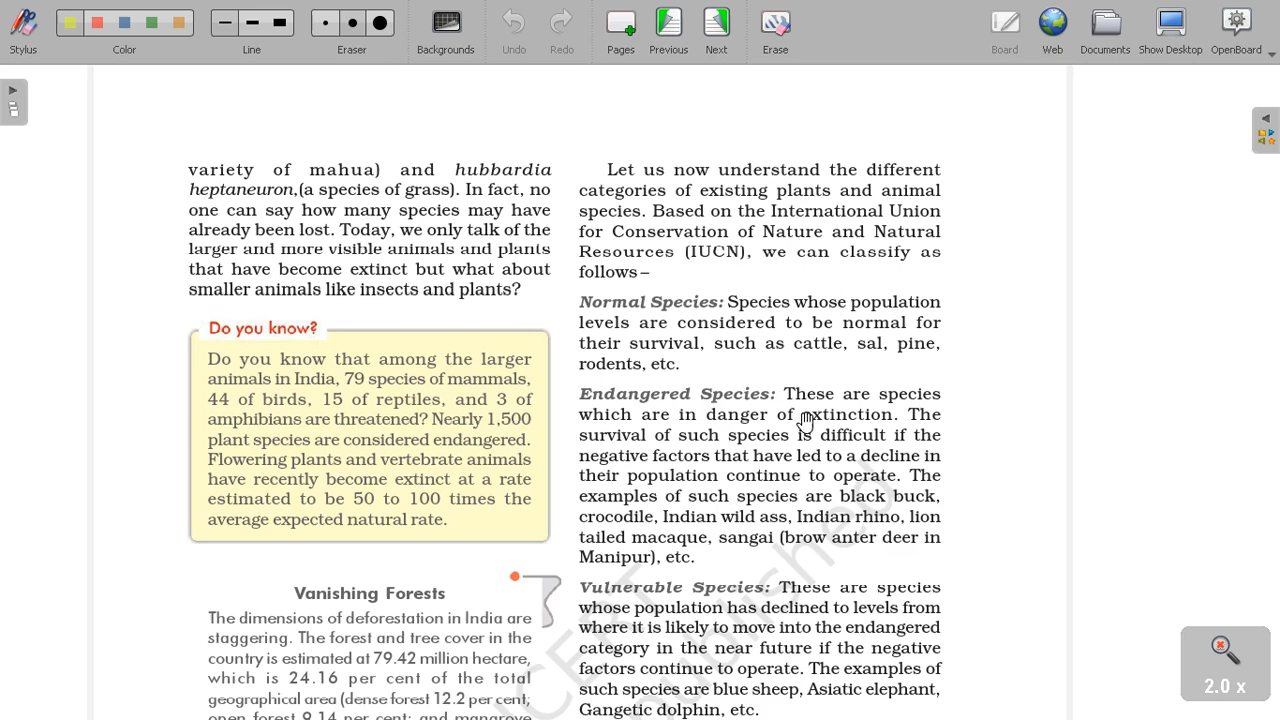 Stylus
Color
Line
Eraser
Backgrounds
Undo
Redo
Pages
Previous
Next
Erase
Board
Web
Documents
Show Desktop
OpenBoard
variety of mahua) and hubbardia
heptaneuron,(a species of grass). In fact, no
one can say how many species may have
already been lost. Today, we only talk of the
larger and more visible animals and plants
that have become extinct but what about
smaller animals like insects and plants?
Do you know?
Do you know that among the larger
animals in India, 79 species of mammals,
44 of birds, 15 of reptiles, and 3 of
amphibians are threatened? Nearly 1,500
plant species are considered endangered.
Flowering plants and vertebrate animals
have recently become extinct at a rate
estimated to be 50 to 100 times the
average expected natural rate.
Vanishing Forests
The dimensions of deforestation in India are
staggering. The forest and tree cover in the
country is estimated at 79.42 million hectare,
which is 24.16 per cent of the total
geographical area (dense forest 12.2 per cent;
open forest 9.14 per cent; and mangrove
Let us now understand the different
categories of existing plants and animal
species. Based on the International Union
for Conservation of Nature and Natural
Resources (IUCN), we can classify as
follows –
Normal Species: Species whose population
levels are considered to be normal for
their survival, such as cattle, sal, pine,
rodents, etc.
Endangered Species: These are species
which are in danger of extinction. The
survival of such species is difficult if the
negative factors that have led to a decline in
their population continue to operate. The
examples of such species are black buck,
crocodile, Indian wild ass, Indian rhino, lion
tailed macaque, sangai (brow anter deer in
Manipur), etc.
Vulnerable Species: These are species
whose population has declined to levels from
where it is likely to move into the endangered
category in the near future if the negative
factors continue to operate. The examples of
such species are blue sheep, Asiatic elephant,
Gangetic dolphin, etc.
NCERT
published
2.0 x